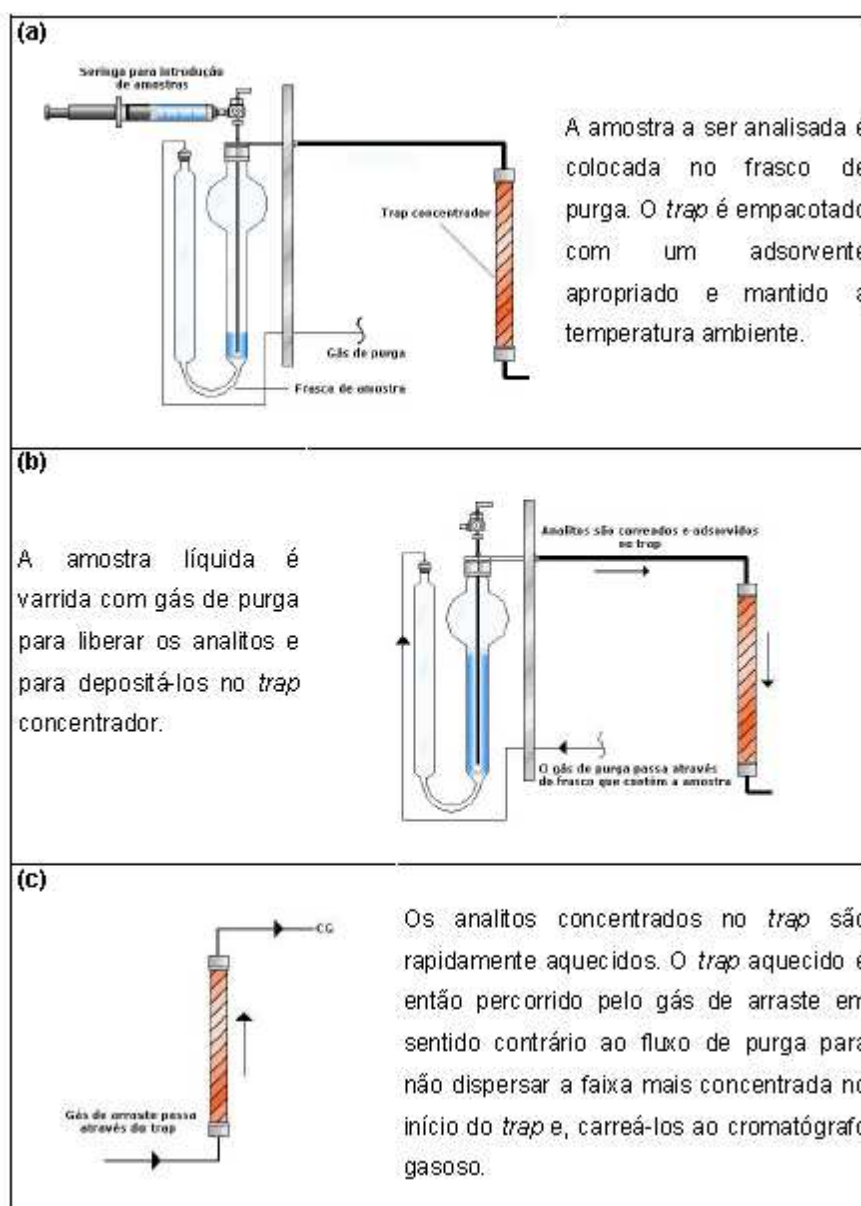 (a)
Seringa para introdução
de amostras
Trap concentrador
Gás de purga
Frasco de amostra
A amostra a ser analisada é
colocada no frasco de
purga. O trap é empacotado
com um adsorvente
apropriado e mantido a
temperatura ambiente.
(b)
A amostra líquida é
varrida com gás de purga
para liberar os analitos e
para depositá-los no trap
concentrador.
Analitos são carreados e adsorvidos
no trap
O gás de purga passa através
do frasco que contém a amostra
(c)
CG
Gás de arraste passa
através do trap
Os analitos concentrados no trap são
rapidamente aquecidos. O trap aquecido é
então percorrido pelo gás de arraste em
sentido contrário ao fluxo de purga para
não dispersar a faixa mais concentrada no
início do trap e, carreá-los ao cromatógrafo
gasoso.